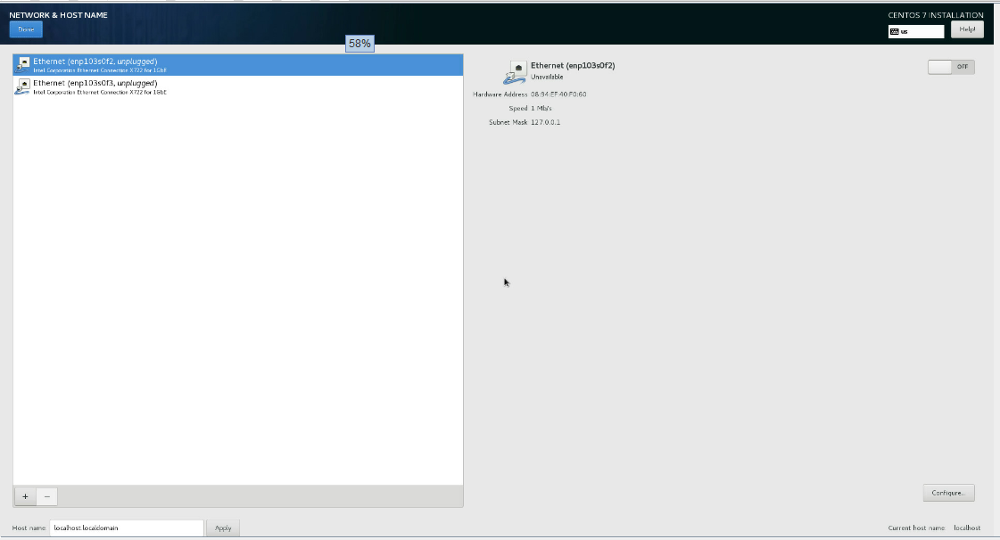 NETWORK & HOST NAME
CENTOS 7 INSTALLATION
Done
us
Help!
58%
Ethernet (enp103s0f2, unplugged)
Intel Corporation Ethernet Connection X722 for 1GbE
Ethernet (enp103s0f3, unplugged)
Intel Corporation Ethernet Connection X722 for 1GbE
Ethernet (enp103s0f2)
Unavailable
OFF
Hardware Address 08:94:EF:40:F0:60
Speed 1 Mb/s
Subnet Mask 127.0.0.1
+ −
Configure...
Host name localhost.localdomain Apply
Current host name localhost